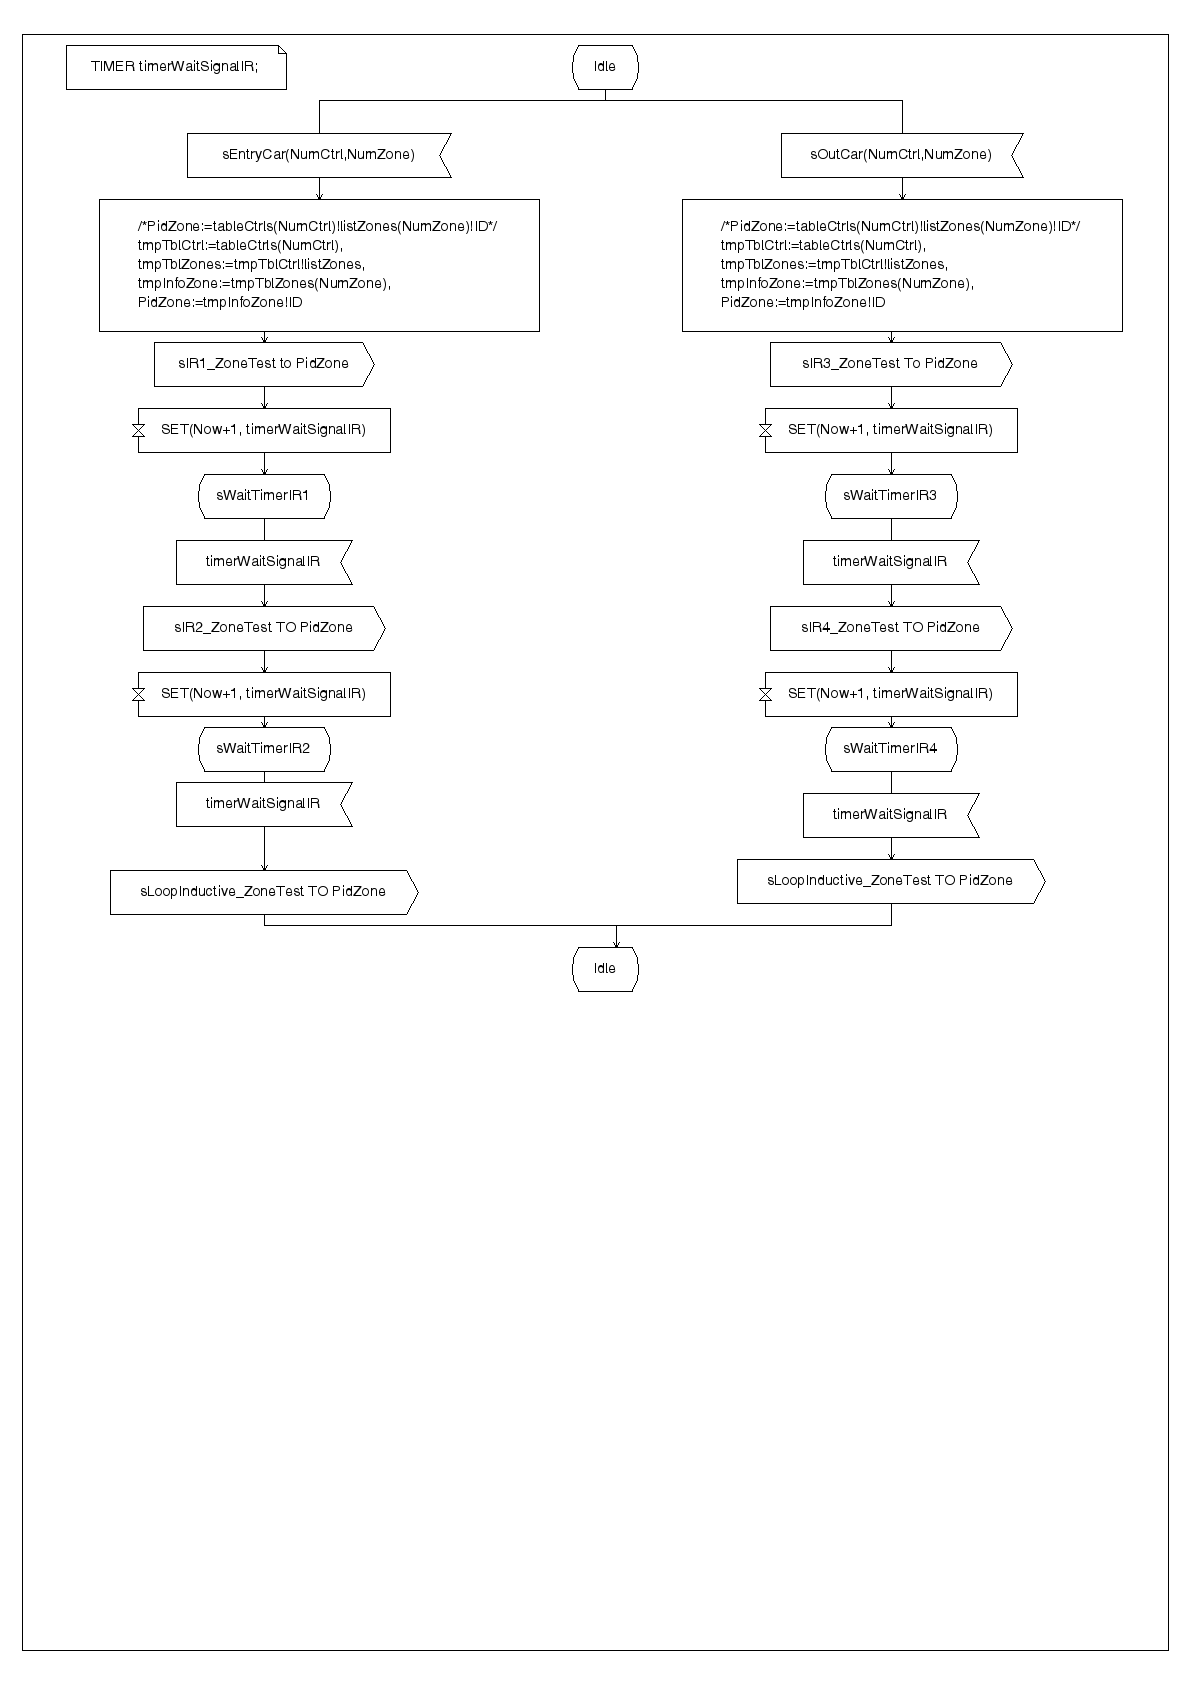 TIMER timerWaitSignalIR;
Idle
sEntryCar(NumCtrl,NumZone)
/*PidZone:=tableCtrls(NumCtrl)!listZones(NumZone)!ID*/
tmpTblCtrl:=tableCtrls(NumCtrl),
tmpTblZones:=tmpTblCtrl!listZones,
tmpInfoZone:=tmpTblZones(NumZone),
PidZone:=tmpInfoZone!ID
sIR1_ZoneTest to PidZone
SET(Now+1, timerWaitSignalIR)
sWaitTimerIR1
timerWaitSignalIR
sIR2_ZoneTest TO PidZone
SET(Now+1, timerWaitSignalIR)
sWaitTimerIR2
timerWaitSignalIR
sLoopInductive_ZoneTest TO PidZone
sOutCar(NumCtrl,NumZone)
/*PidZone:=tableCtrls(NumCtrl)!listZones(NumZone)!ID*/
tmpTblCtrl:=tableCtrls(NumCtrl),
tmpTblZones:=tmpTblCtrl!listZones,
tmpInfoZone:=tmpTblZones(NumZone),
PidZone:=tmpInfoZone!ID
sIR3_ZoneTest To PidZone
SET(Now+1, timerWaitSignalIR)
sWaitTimerIR3
timerWaitSignalIR
sIR4_ZoneTest TO PidZone
SET(Now+1, timerWaitSignalIR)
sWaitTimerIR4
timerWaitSignalIR
sLoopInductive_ZoneTest TO PidZone
Idle